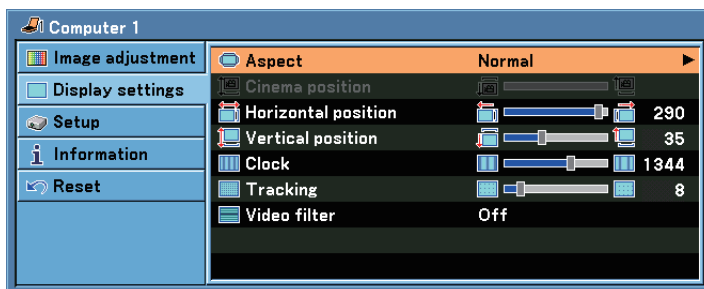 Computer 1
Image adjustment
Display settings
Setup
Information
Reset
Aspect Normal
Cinema position
Horizontal position 290
Vertical position 35
Clock 1344
Tracking 8
Video filter Off